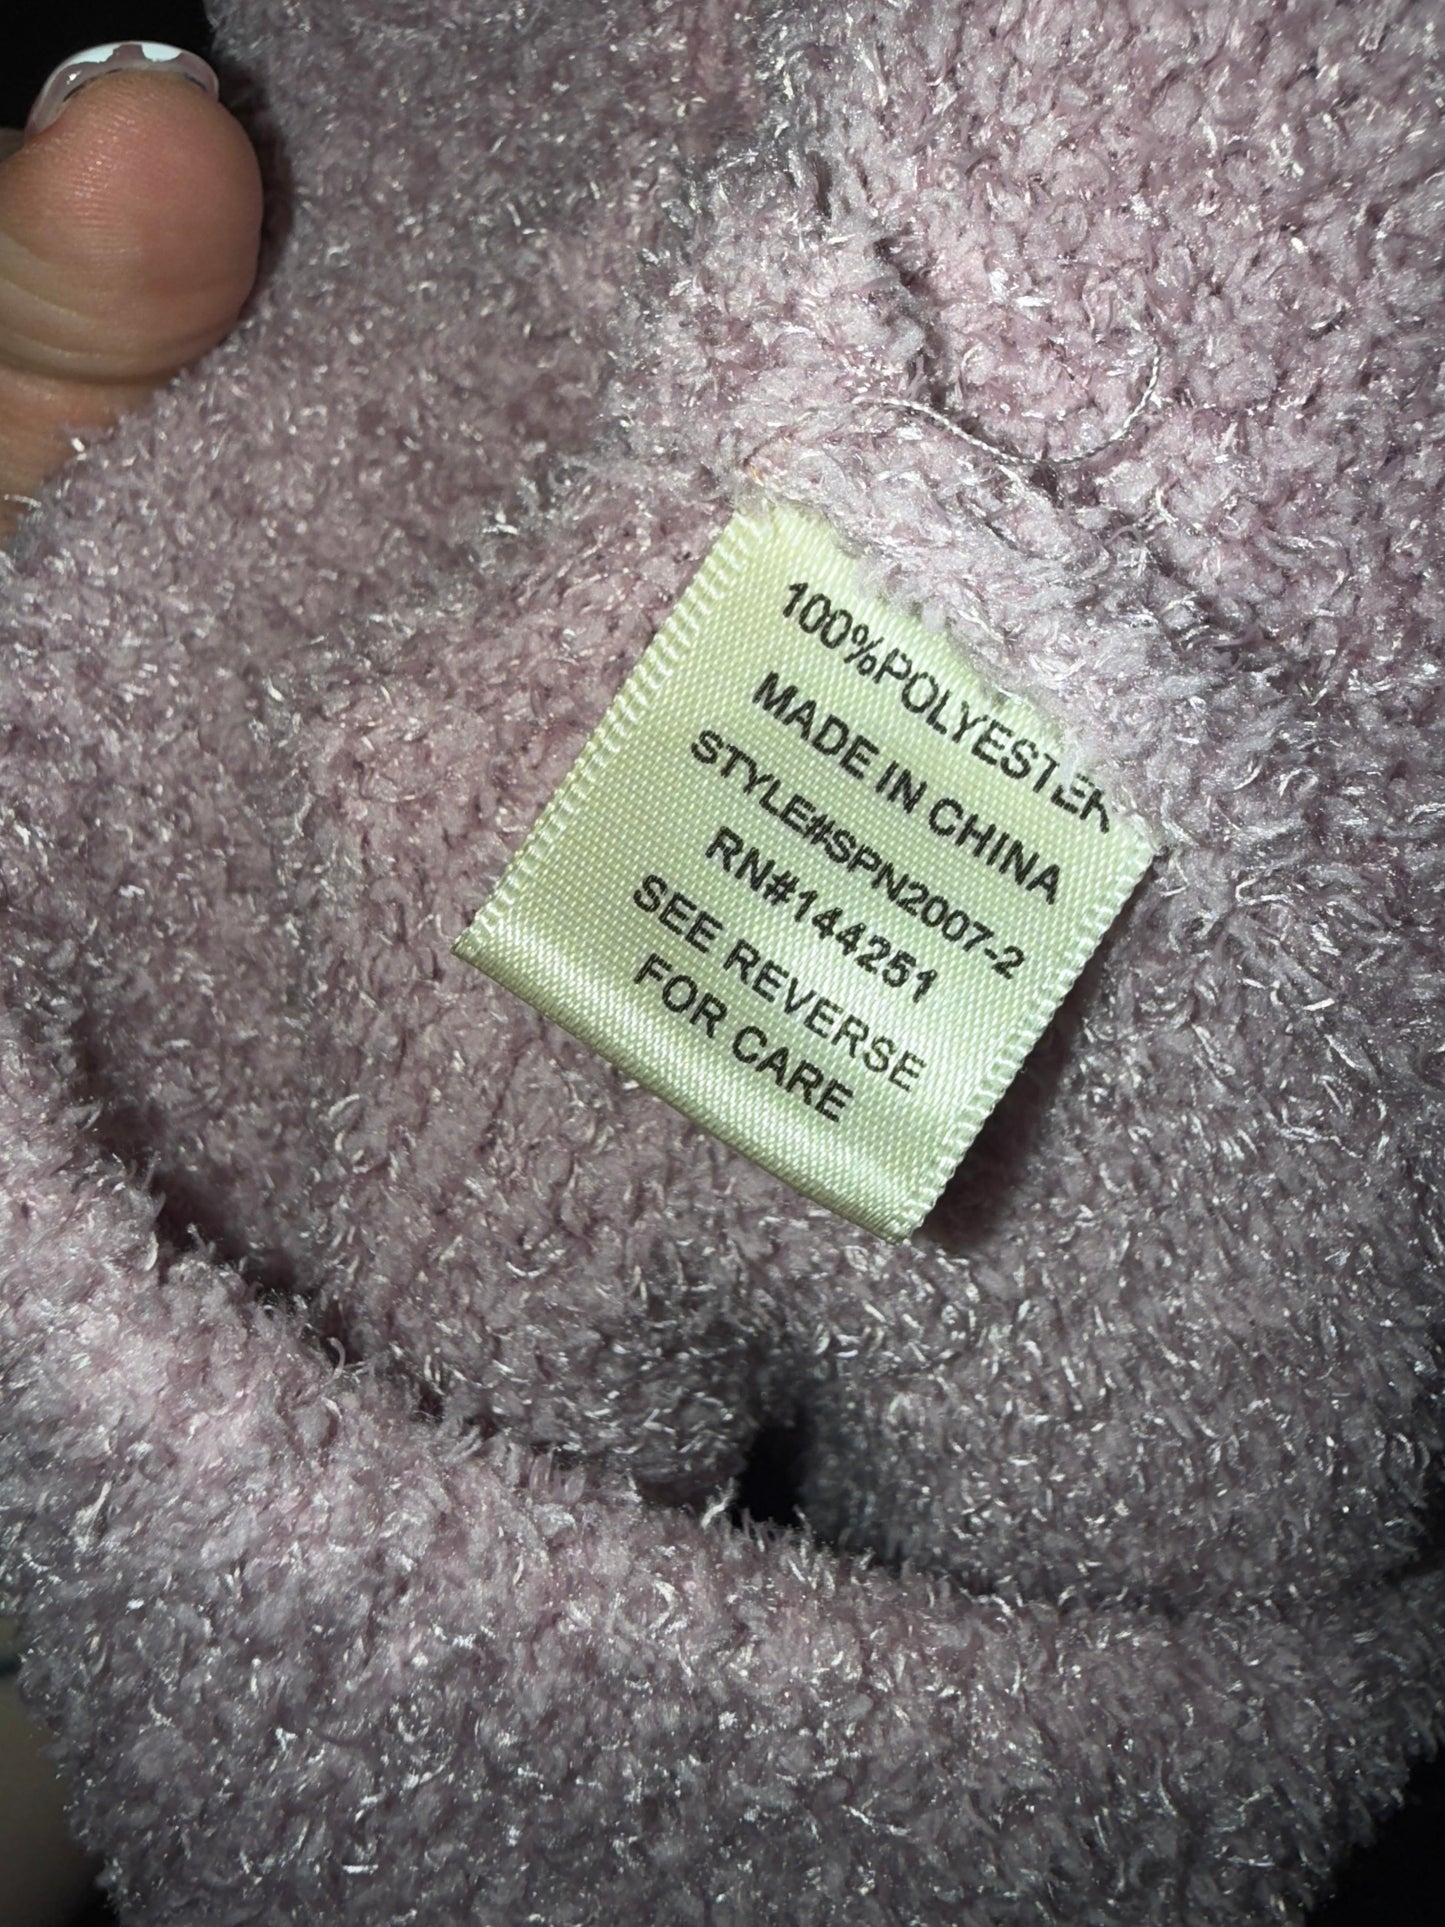 100%POLYESTER
MADE IN CHINA
STYLE#SPN2007-2
RN#144251
SEE REVERSE
FOR CARE